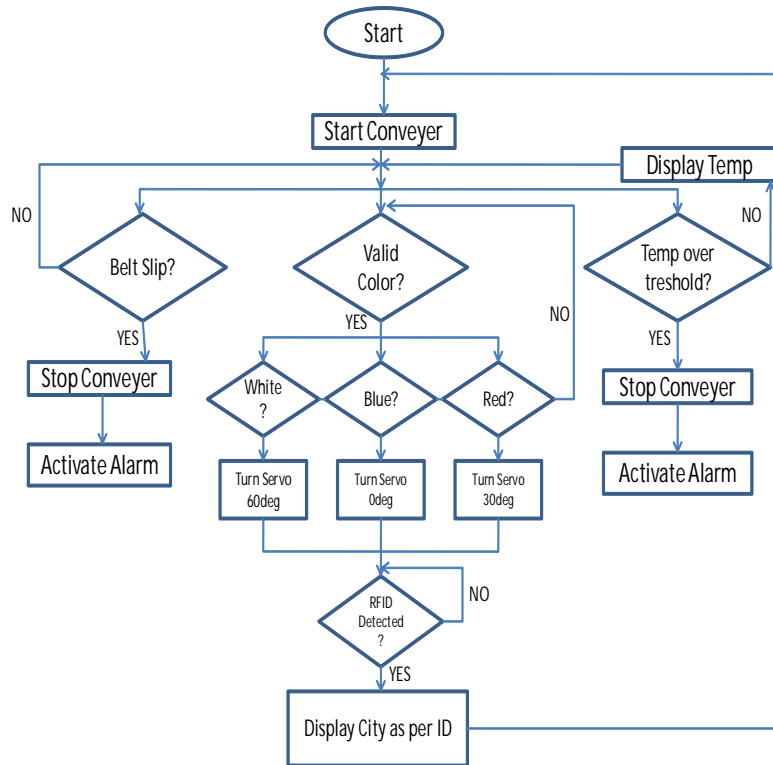 Start
Start Conveyer
Display Temp
NO
NO
Belt Slip?
Valid
Color?
Temp over
treshold?
NO
YES
YES
YES
Stop Conveyer
White
?
Blue?
Red?
Stop Conveyer
Activate Alarm
Turn Servo
60deg
Turn Servo
0deg
Turn Servo
30deg
Activate Alarm
RFID
Detected
?
NO
YES
Display City as per ID